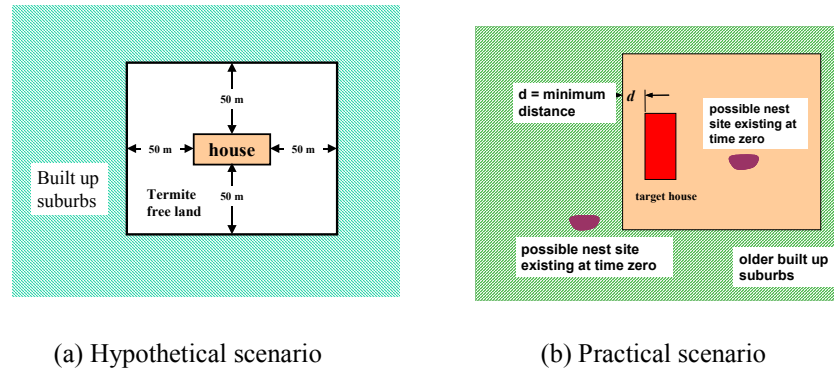 50 m
50 m
house
50 m
Built up
suburbs
Termite
free land
50 m
(a) Hypothetical scenario
d = minimum
distance
d
possible nest
site existing at
time zero
target house
possible nest site
existing at time zero
older built up
suburbs
(b) Practical scenario